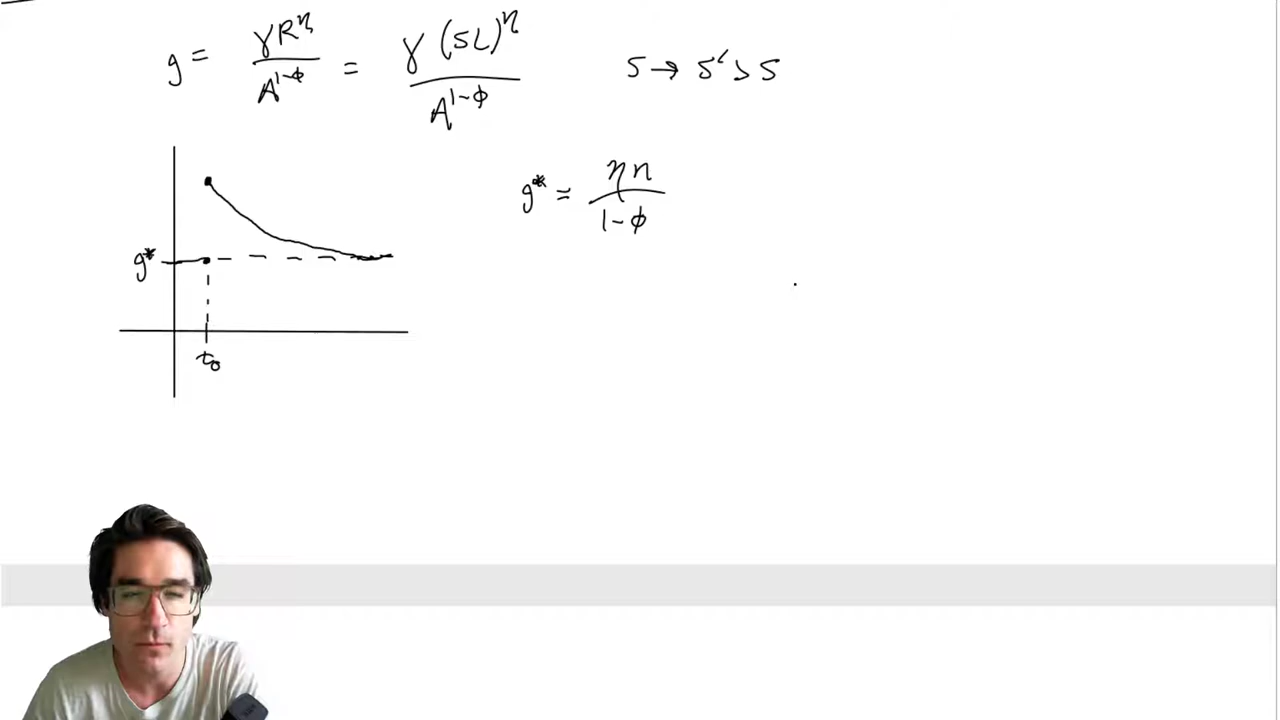 g = γR^η / A^{1-ϕ} = γ(sL)^η / A^{1-ϕ}
s → s' > s
g* = ηn / 1-ϕ
g*
t₀